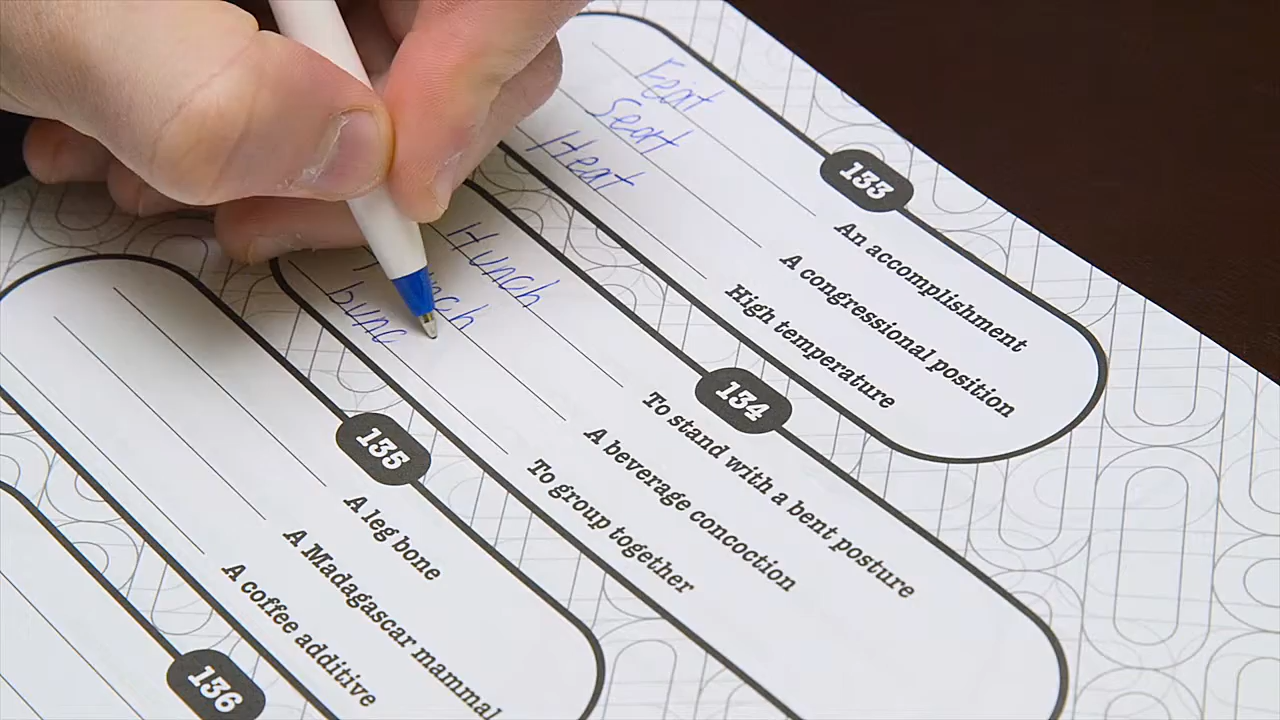 Feat
Seat
Heat
133
An accomplishment
A congressional position
High temperature
Hunch
bunc
134
To stand with a bent posture
A beverage concoction
To group together
135
A leg bone
A Madagascar mammal
A coffee additive
136